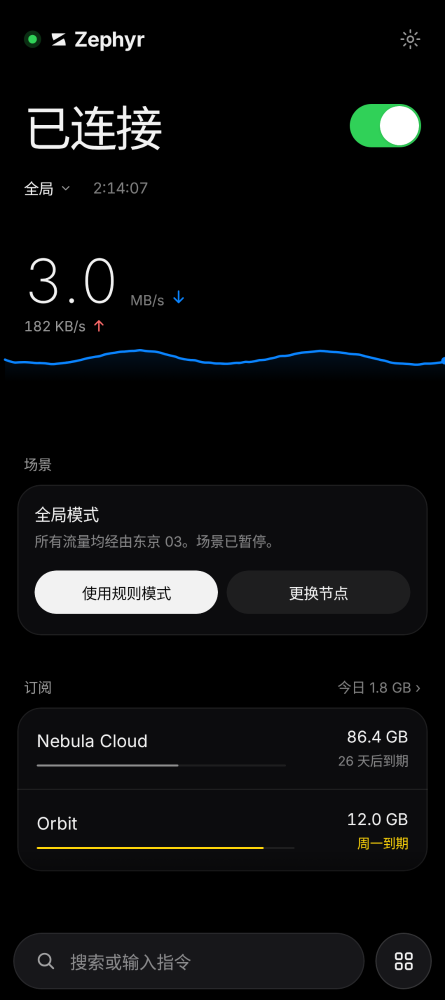 Zephyr
已连接
全局 2:14:07
3.0 MB/s ↓
182 KB/s ↑
场景
全局模式
所有流量均经由东京 03。场景已暂停。
使用规则模式 更换节点
订阅 今日 1.8 GB ›
Nebula Cloud 86.4 GB
26 天后到期
Orbit 12.0 GB
周一到期
搜索或输入指令